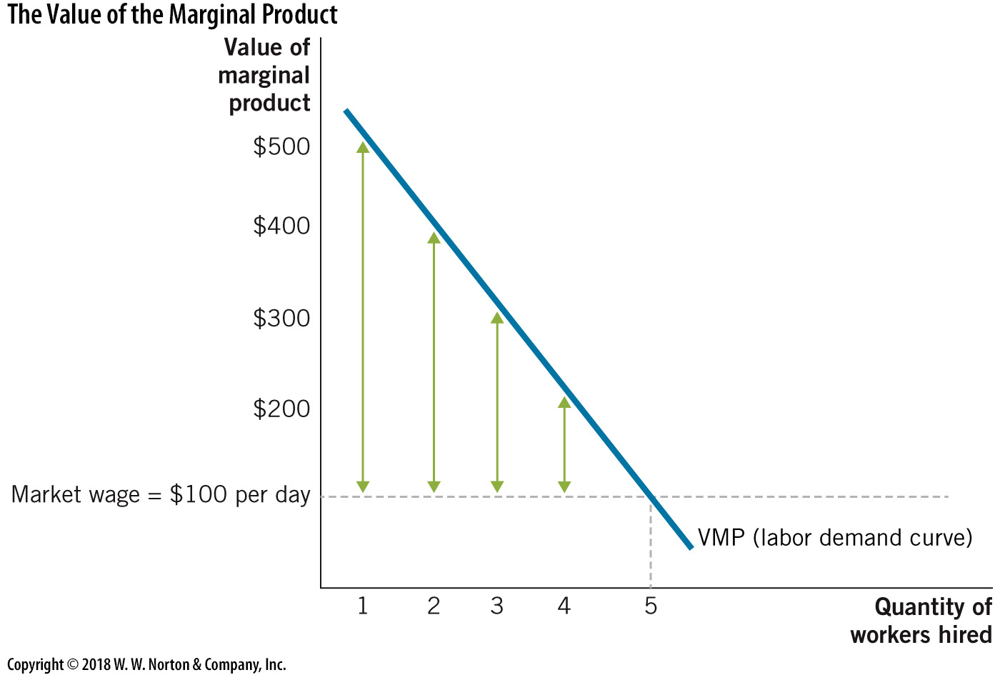 The Value of the Marginal Product
Value of
marginal
product
$500
$400
$300
$200
Market wage = $100 per day
VMP (labor demand curve)
1 2 3 4 5
Quantity of
workers hired
Copyright © 2018 W. W. Norton & Company, Inc.